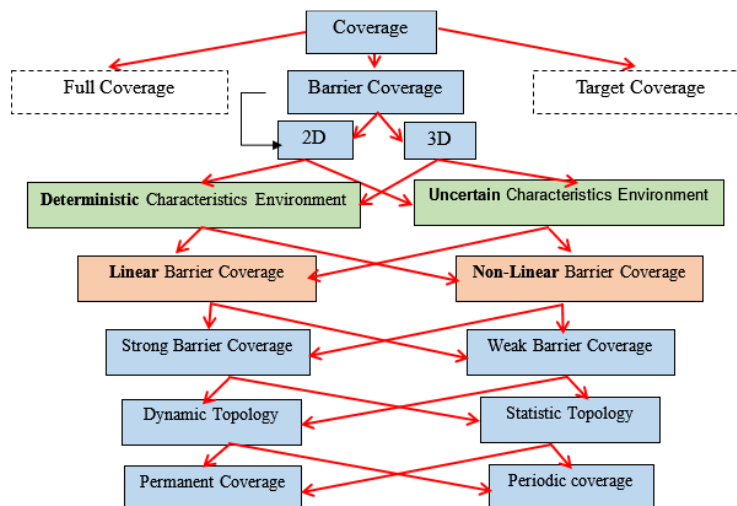 Coverage
Full Coverage
Barrier Coverage
Target Coverage
2D
3D
Deterministic Characteristics Environment
Uncertain Characteristics Environment
Linear Barrier Coverage
Non-Linear Barrier Coverage
Strong Barrier Coverage
Weak Barrier Coverage
Dynamic Topology
Statistic Topology
Permanent Coverage
Periodic coverage